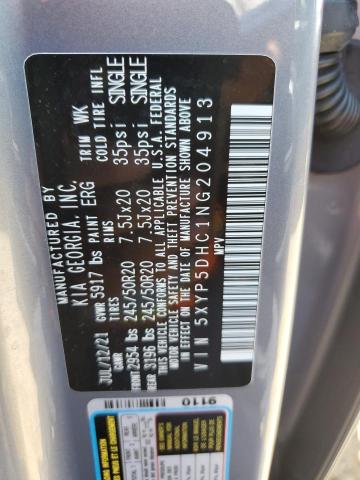 MANUFACTURED BY
KIA GEORGIA, INC.
JUL/12/21 GVWR 5917 lbs PAINT ERG TRIM WK
GAWR TIRES RIMS COLD TIRE INFL
FRONT 2954 lbs 245/50R20 7.5Jx20 35psi SINGLE
REAR 3196 lbs 245/50R20 7.5Jx20 35psi SINGLE
THIS VEHICLE CONFORMS TO ALL APPLICABLE U.S.A. FEDERAL
MOTOR VEHICLE SAFETY AND THEFT PREVENTION STANDARDS
IN EFFECT ON THE DATE OF MANUFACTURE SHOWN ABOVE
VIN 5XYP5DHC1NG204913
MPV
9110